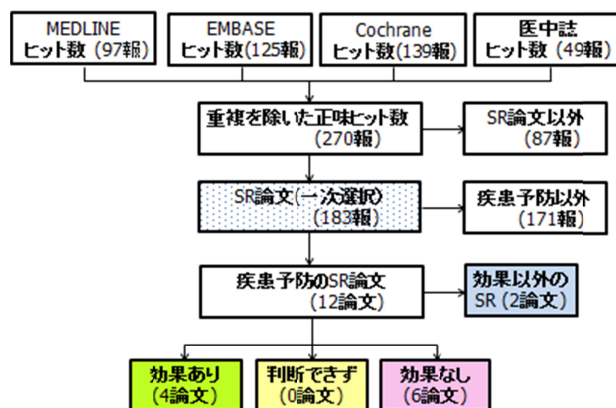 MEDLINE
ヒット数 (97報)
EMBASE
ヒット数(125報)
Cochrane
ヒット数(139報)
医中誌
ヒット数 (49報)
重複を除いた正味ヒット数
(270報)
SR論文以外
(87報)
SR論文(一次選択)
(183報)
疾患予防以外
(171報)
疾患予防のSR論文
(12論文)
効果以外の
SR (2論文)
効果あり
(4論文)
判断できず
(0論文)
効果なし
(6論文)